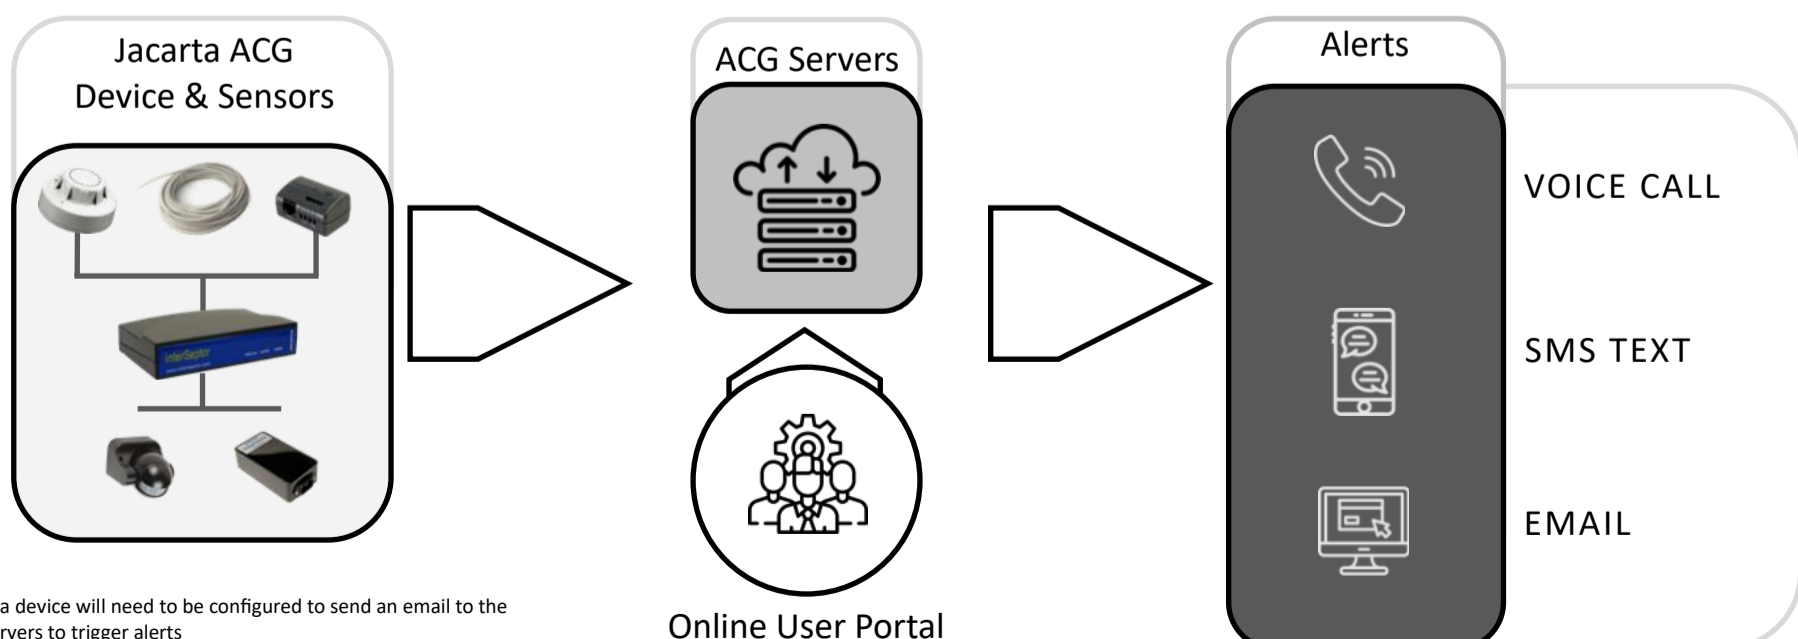 Jacarta ACG
Device & Sensors
ACG Servers
Alerts
interSeptor
VOICE CALL
SMS TEXT
EMAIL
a device will need to be configured to send an email to the
rvers to trigger alerts
Online User Portal